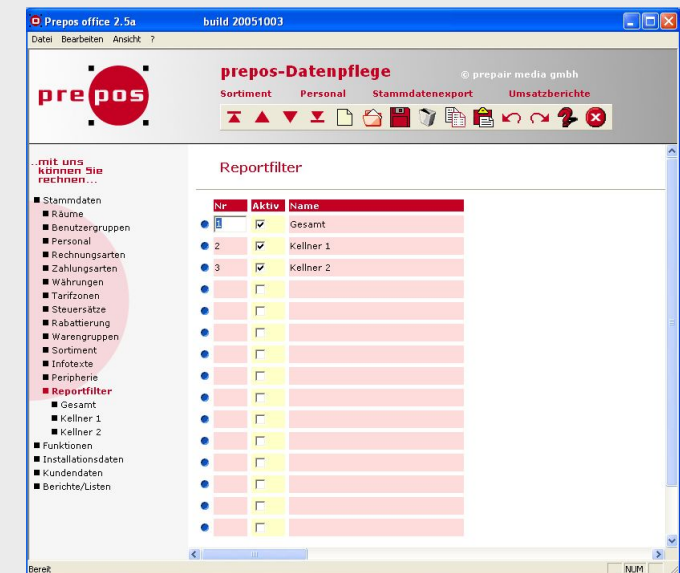 Prepos office 2.5a build 20051003
Datei Bearbeiten Ansicht ?
prepos
prepos-Datenpflege © prepair media gmbh
Sortiment Personal Stammdatenexport Umsatzberichte
..mit uns
können Sie
rechnen...
Reportfilter
Stammdaten
Räume
Benutzergruppen
Personal
Rechnungsarten
Zahlungsarten
Währungen
Tarifzonen
Steuersätze
Rabattierung
Warengruppen
Sortiment
Infotexte
Peripherie
Reportfilter
Gesamt
Kellner 1
Kellner 2
Funktionen
Installationsdaten
Kundendaten
Berichte/Listen
Nr Aktiv Name
1 Gesamt
2 Kellner 1
3 Kellner 2
Bereit NUM